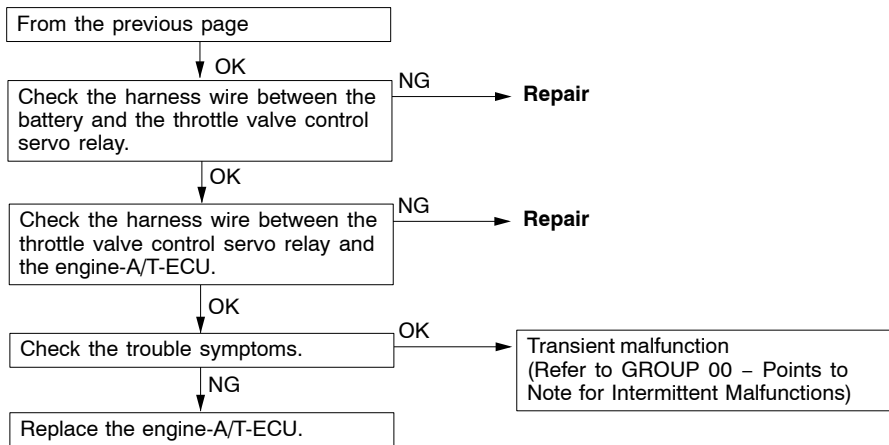 From the previous page
OK
Check the harness wire between the
battery and the throttle valve control
servo relay.
NG
Repair
OK
Check the harness wire between the
throttle valve control servo relay and
the engine-A/T-ECU.
NG
Repair
OK
Check the trouble symptoms.
OK
Transient malfunction
(Refer to GROUP 00 – Points to
Note for Intermittent Malfunctions)
NG
Replace the engine-A/T-ECU.